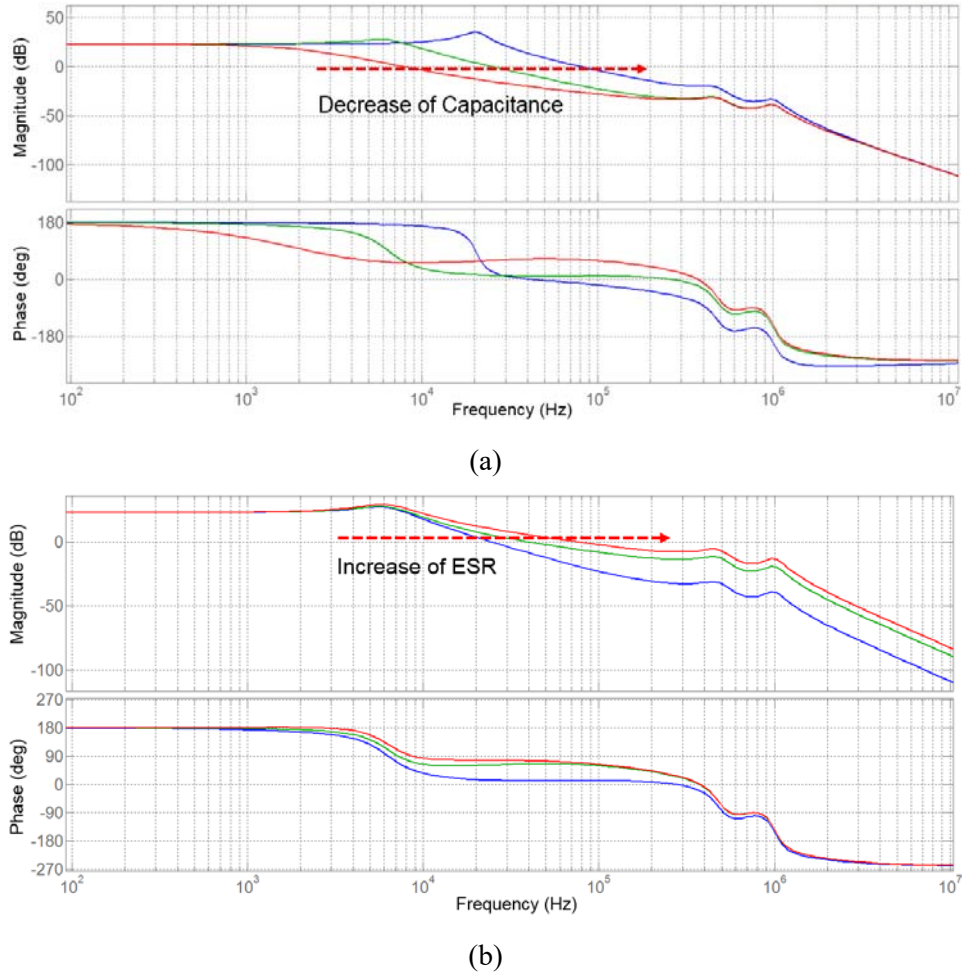 50
0
-50
-100
Magnitude (dB)
Decrease of Capacitance
180
0
-180
Phase (deg)
10^2 10^3 10^4 10^5 10^6 10^7
Frequency (Hz)
(a)
0
-50
-100
Magnitude (dB)
Increase of ESR
270
180
90
0
-90
-180
-270
Phase (deg)
10^2 10^3 10^4 10^5 10^6 10^7
Frequency (Hz)
(b)